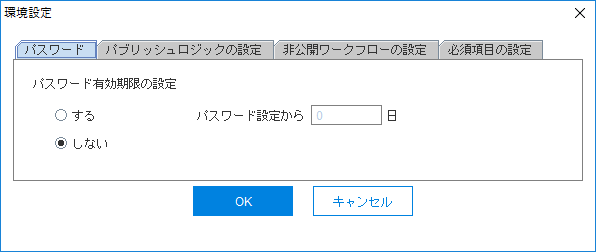 環境設定
パスワード パブリッシュロジックの設定 非公開ワークフローの設定 必須項目の設定
パスワード有効期限の設定
する パスワード設定から 0 日
しない
OK キャンセル